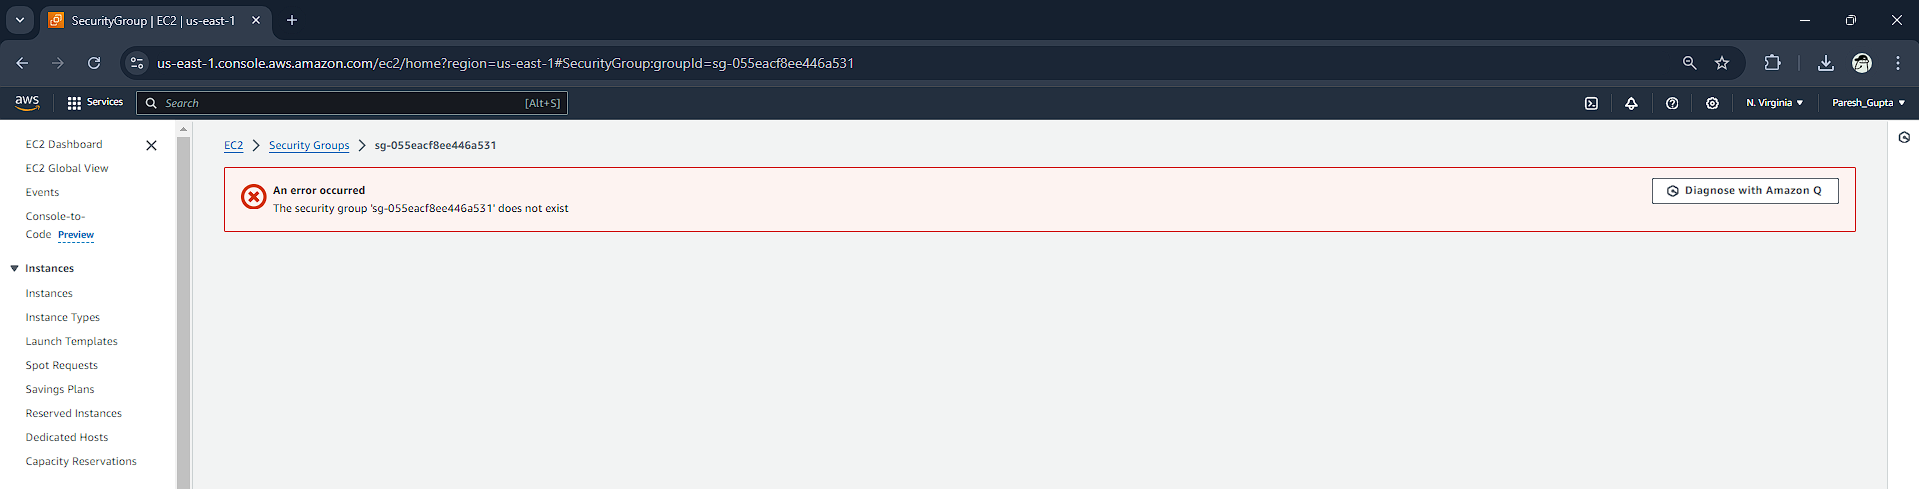 SecurityGroup | EC2 | us-east-1
us-east-1.console.aws.amazon.com/ec2/home?region=us-east-1#SecurityGroup:groupId=sg-055eacf8ee446a531
aws
Services
Search
[Alt+S]
N. Virginia
Paresh_Gupta
EC2 Dashboard
EC2 Global View
Events
Console-to-
Code Preview
Instances
Instances
Instance Types
Launch Templates
Spot Requests
Savings Plans
Reserved Instances
Dedicated Hosts
Capacity Reservations
EC2 > Security Groups > sg-055eacf8ee446a531
An error occurred
The security group 'sg-055eacf8ee446a531' does not exist
Diagnose with Amazon Q